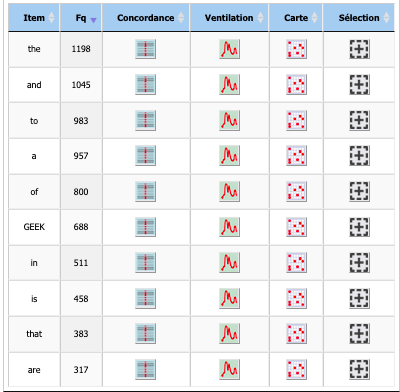 Item Fq Concordance Ventilation Carte Sélection
the 1198
and 1045
to 983
a 957
of 800
GEEK 688
in 511
is 458
that 383
are 317